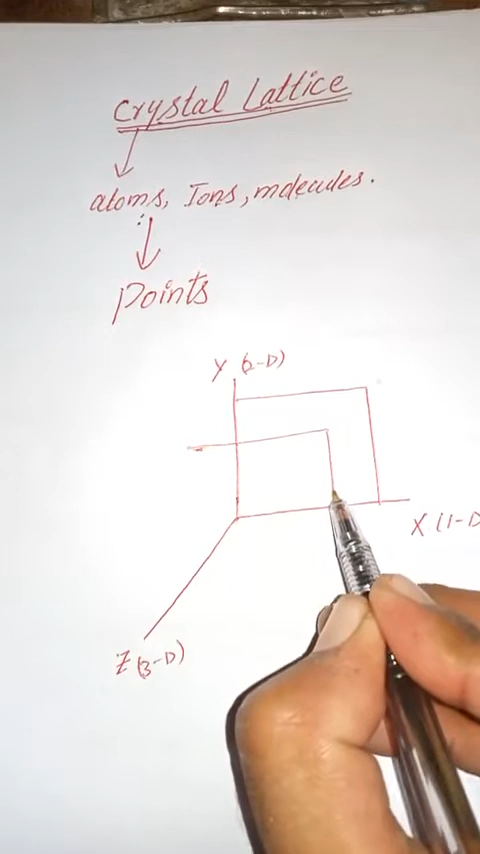 Crystal Lattice
atoms, Ions, molecules.
Points
Y (2-D)
X (1-D
Z (3-D)